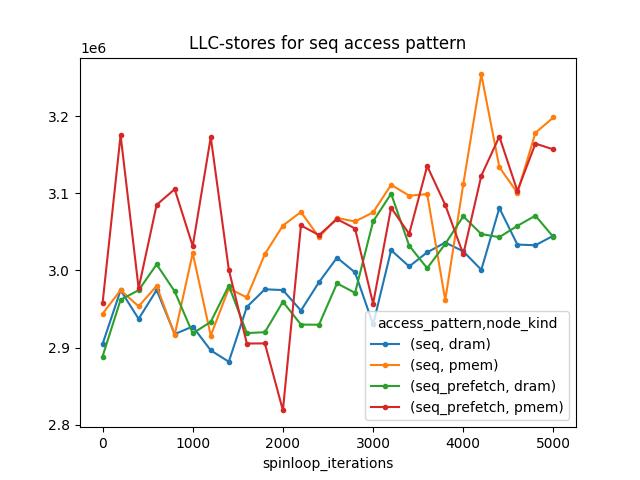 LLC-stores for seq access pattern
1e6
3.2
3.1
3.0
2.9
2.8
0 1000 2000 3000 4000 5000
spinloop_iterations
access_pattern,node_kind
(seq, dram)
(seq, pmem)
(seq_prefetch, dram)
(seq_prefetch, pmem)